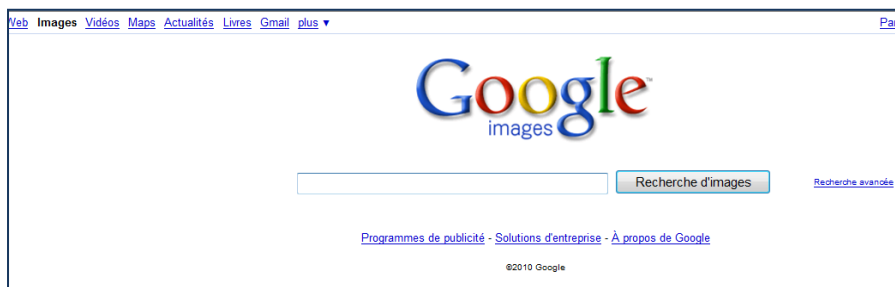 Web Images Vidéos Maps Actualités Livres Gmail plus ▼
Google™
images
Recherche d'images Recherche avancée
Programmes de publicité - Solutions d'entreprise - À propos de Google
©2010 Google